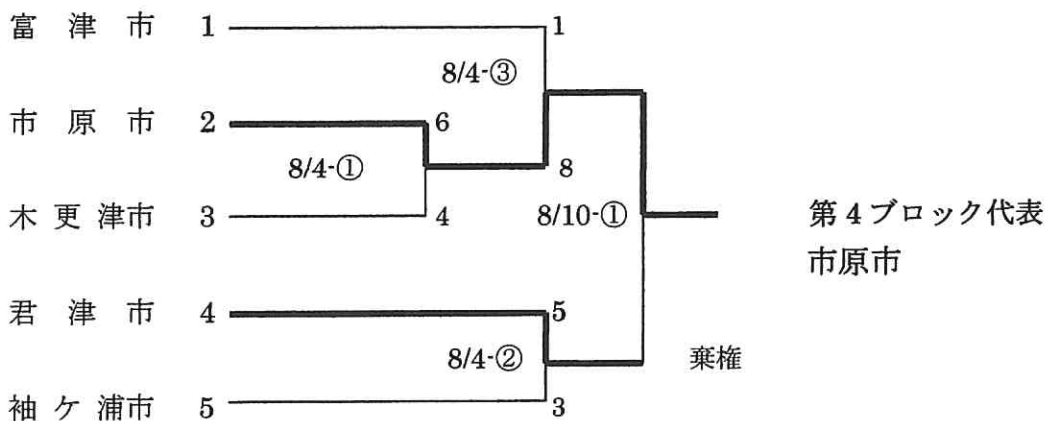 富津市 1 1
8/4-③
市原市 2 6
8/4-① 8
木更津市 3 4 8/10-① 第4ブロック代表
市原市
君津市 4 5
8/4-② 棄権
袖ケ浦市 5 3